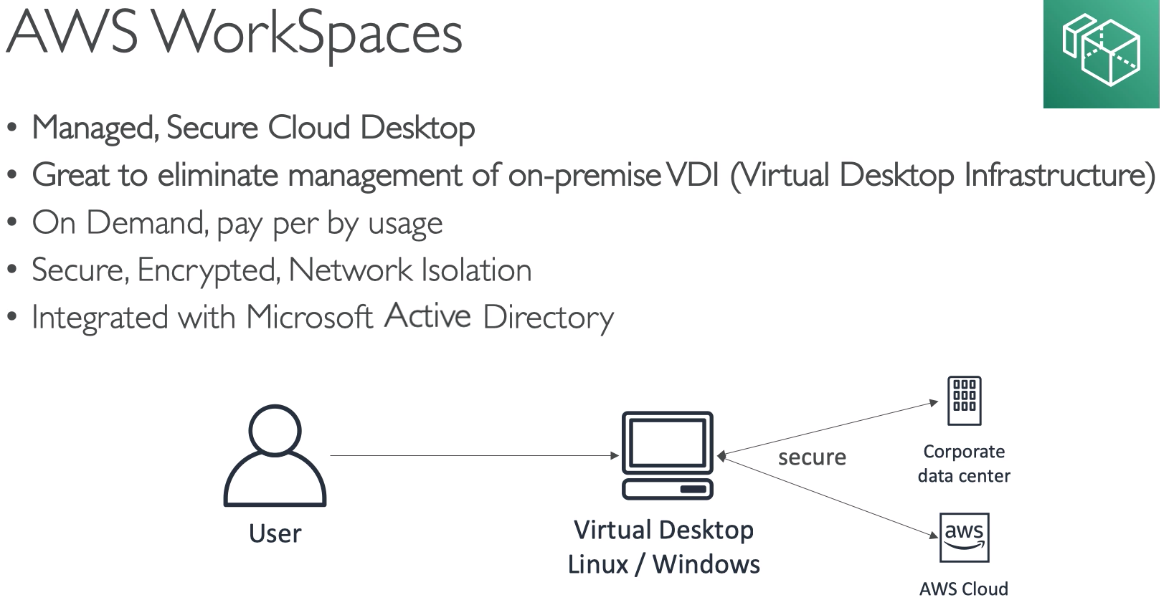 AWS WorkSpaces
• Managed, Secure Cloud Desktop
• Great to eliminate management of on-premise VDI (Virtual Desktop Infrastructure)
• On Demand, pay per by usage
• Secure, Encrypted, Network Isolation
• Integrated with Microsoft Active Directory
secure
Corporate
data center
User
Virtual Desktop
Linux / Windows
aws
AWS Cloud